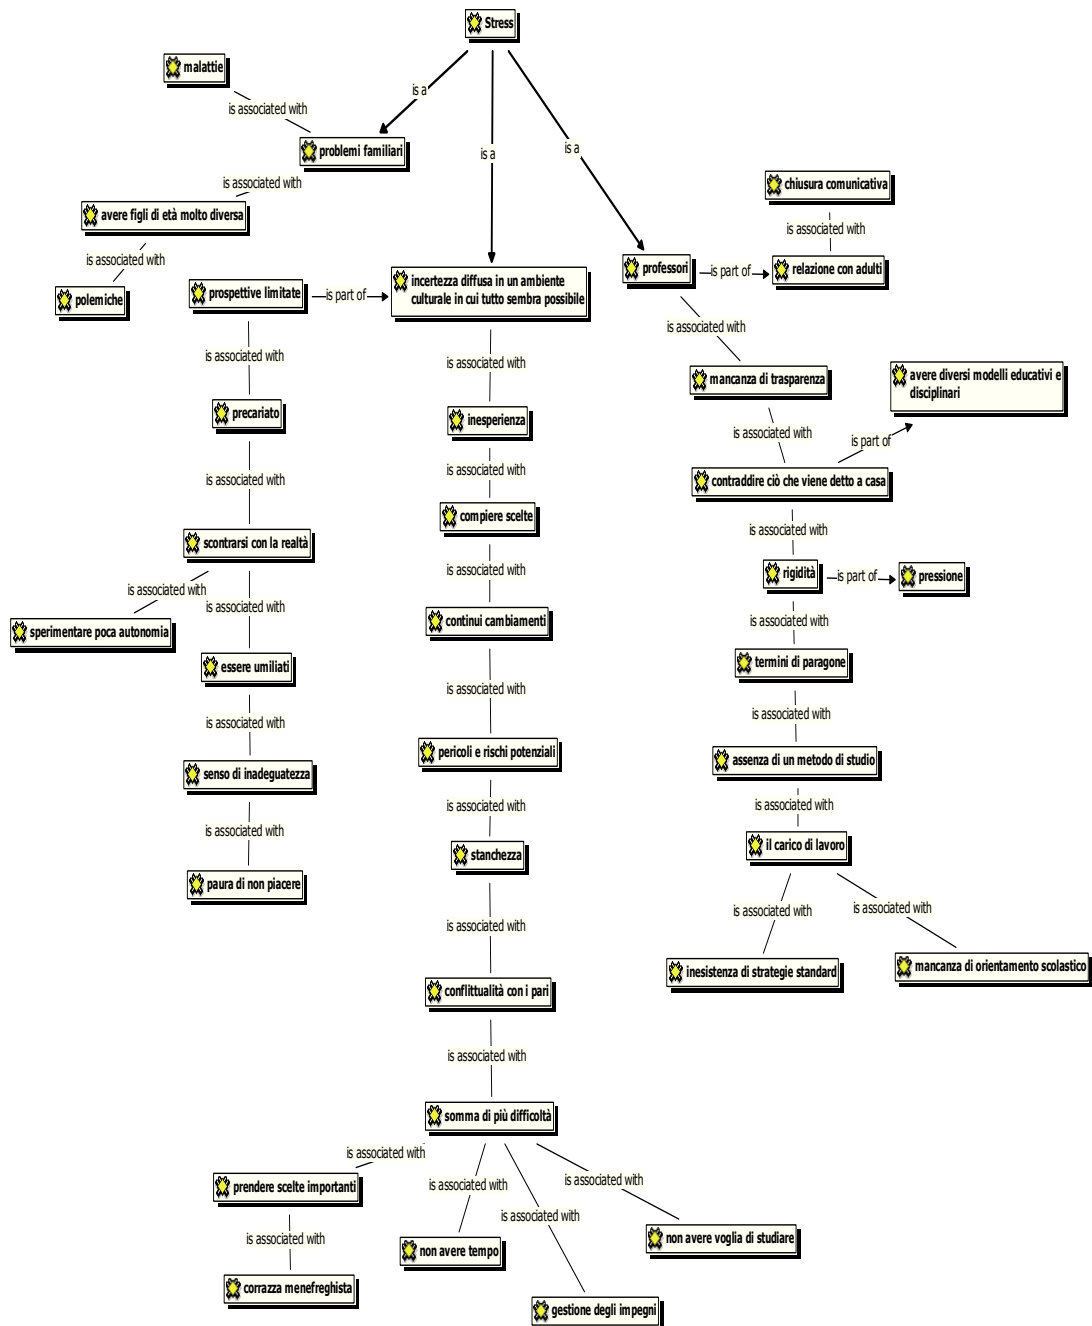 Stress
malattie
is a
is associated with
problemi familiari
is a
is a
is associated with
chiusura comunicativa
avere figli di età molto diversa
is associated with
is associated with
professori
is part of
relazione con adulti
polemiche
prospettive limitate
is part of
incertezza diffusa in un ambiente
culturale in cui tutto sembra possibile
is associated with
is associated with
is associated with
mancanza di trasparenza
avere diversi modelli educativi e
disciplinari
precariato
inesperienza
is associated with
is part of
is associated with
is associated with
contraddire ciò che viene detto a casa
compiere scelte
is associated with
scontrarsi con la realtà
is associated with
rigidità
is part of
pressione
is associated with
is associated with
sperimentare poca autonomia
continui cambiamenti
is associated with
essere umiliati
termini di paragone
is associated with
is associated with
is associated with
pericoli e rischi potenziali
assenza di un metodo di studio
senso di inadeguatezza
is associated with
is associated with
is associated with
stanchezza
il carico di lavoro
paura di non piacere
is associated with
is associated with
is associated with
inesistenza di strategie standard
mancanza di orientamento scolastico
conflittualità con i pari
is associated with
somma di più difficoltà
is associated with
is associated with
is associated with
is associated with
prendere scelte importanti
is associated with
non avere tempo
non avere voglia di studiare
corrazza menefreghista
gestione degli impegni